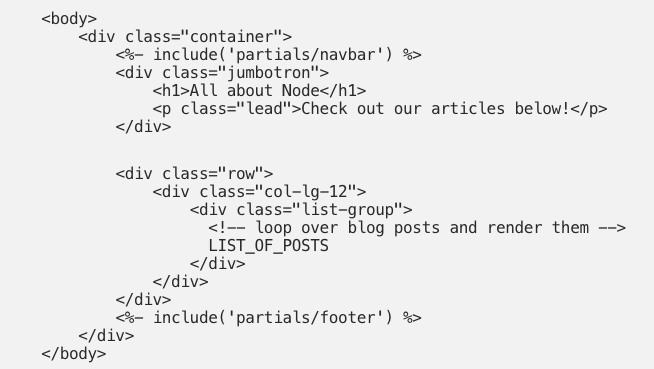 <body>
<div class="container">
<%- include('partials/navbar') %>
<div class="jumbotron">
<h1>All about Node</h1>
<p class="lead">Check out our articles below!</p>
</div>
<div class="row">
<div class="col-lg-12">
<div class="list-group">
<!-- loop over blog posts and render them -->
LIST_OF_POSTS
</div>
</div>
</div>
<%- include('partials/footer') %>
</div>
</body>